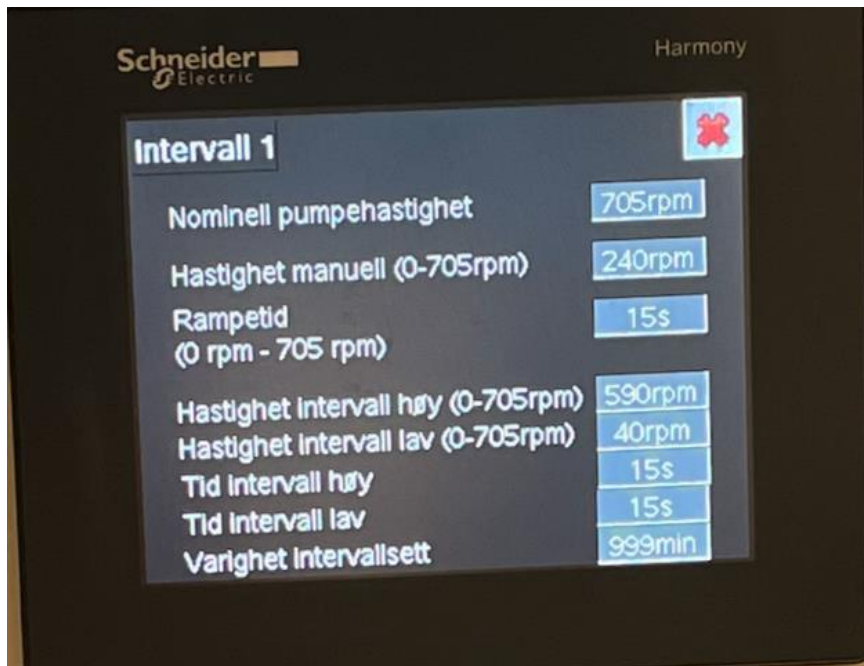 Schneider
Electric
Harmony
Intervall 1
Nominell pumpehastighet 705rpm
Hastighet manuell (0-705rpm) 240rpm
Rampetid 15s
(0 rpm - 705 rpm)
Hastighet intervall høy (0-705rpm) 590rpm
Hastighet intervall lav (0-705rpm) 40rpm
Tid intervall høy 15s
Tid intervall lav 15s
Varighet intervallsett 999min